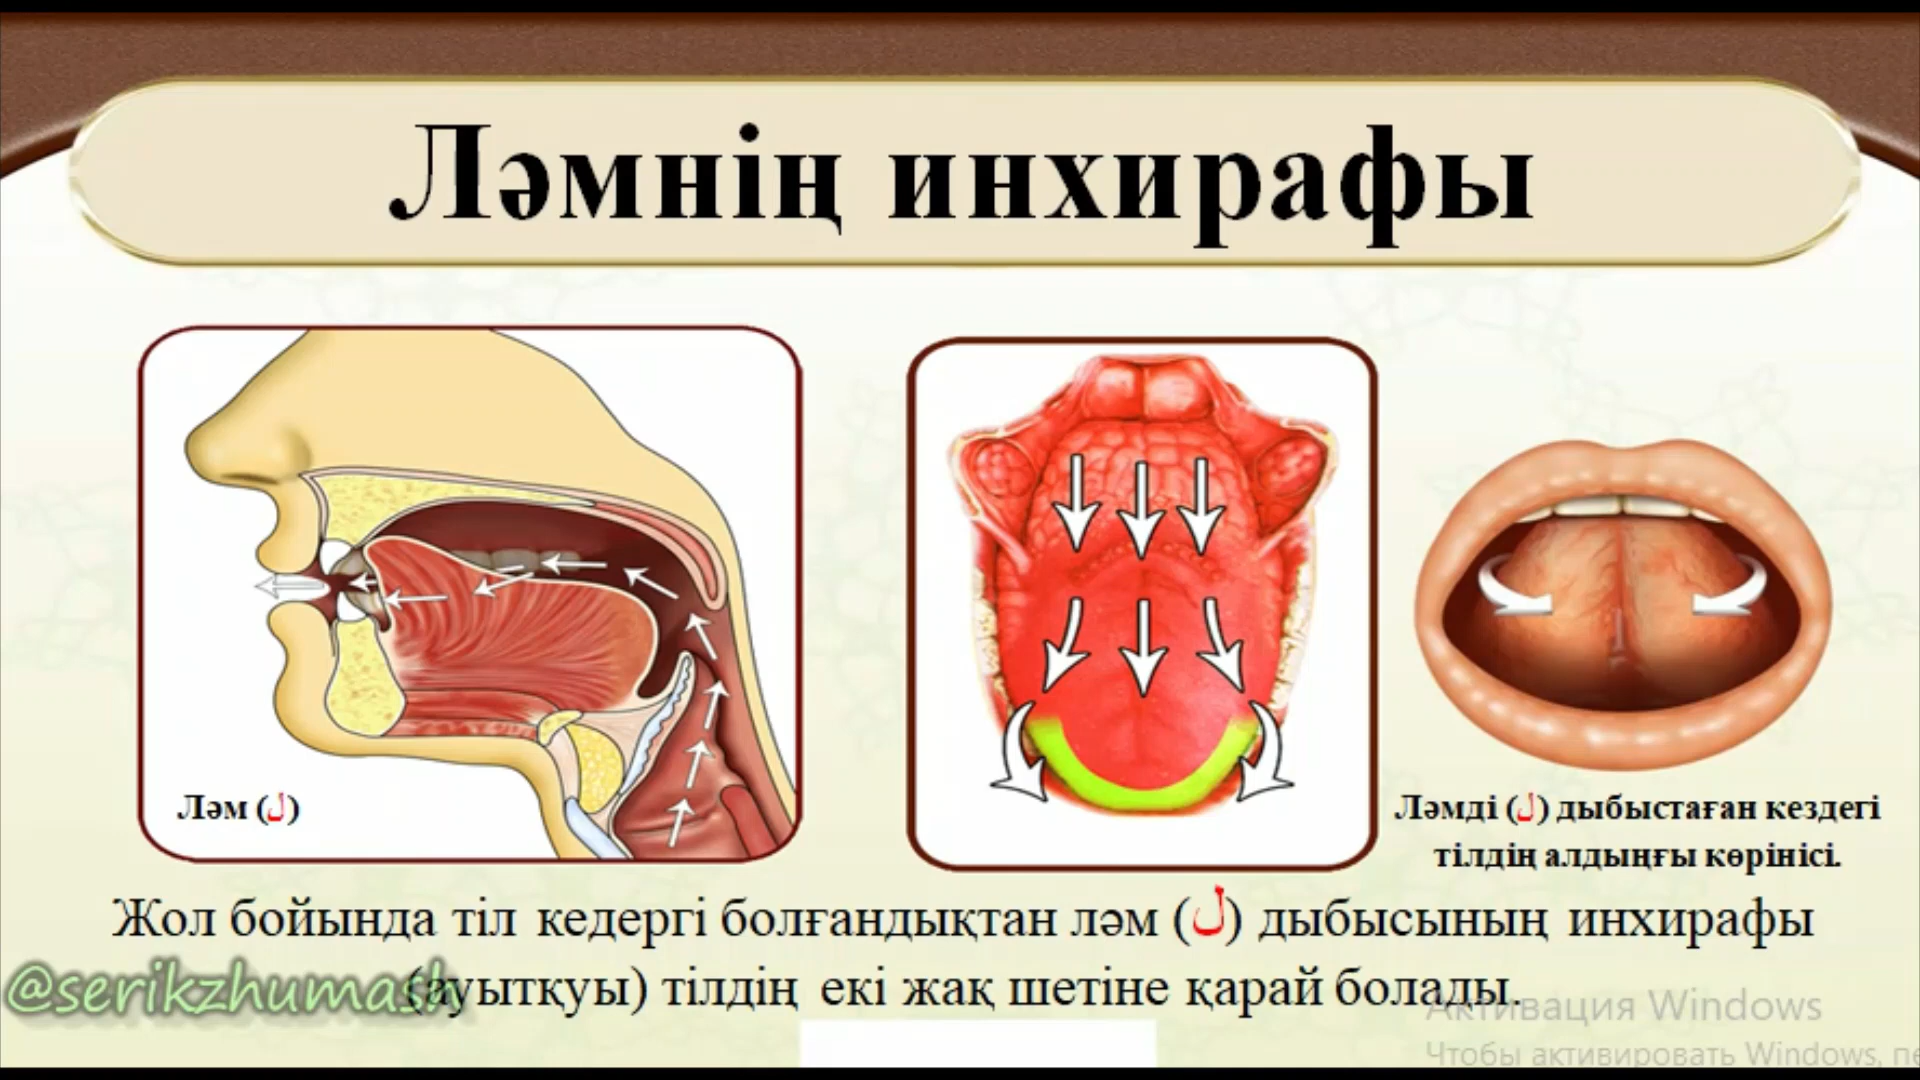 Ләмнің инхирафы
Ләм (ل)
Ләмді (ل) дыбыстаған кездегі
тілдің алдыңғы көрінісі.
Жол бойында тіл кедергі болғандықтан ләм (ل) дыбысының инхирафы
(ауытқуы) тілдің екі жақ шетіне қарай болады.
@serikzhumash
Активация Windows
Чтобы активировать Windows,